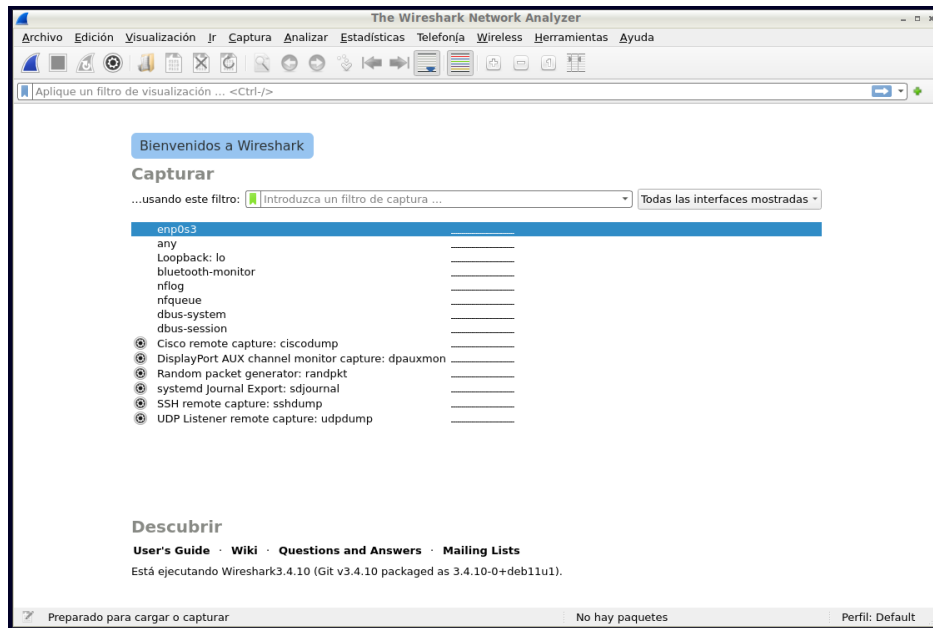 The Wireshark Network Analyzer
Archivo Edición Visualización Ir Captura Analizar Estadísticas Telefonía Wireless Herramientas Ayuda
Aplique un filtro de visualización ... <Ctrl-/>
Bienvenidos a Wireshark
Capturar
...usando este filtro: Introduzca un filtro de captura ... Todas las interfaces mostradas
enp0s3
any
Loopback: lo
bluetooth-monitor
nflog
nfqueue
dbus-system
dbus-session
Cisco remote capture: ciscodump
DisplayPort AUX channel monitor capture: dpauxmon
Random packet generator: randpkt
systemd Journal Export: sdjournal
SSH remote capture: sshdump
UDP Listener remote capture: udpdump
Descubrir
User's Guide · Wiki · Questions and Answers · Mailing Lists
Está ejecutando Wireshark3.4.10 (Git v3.4.10 packaged as 3.4.10-0+deb11u1).
Preparado para cargar o capturar No hay paquetes Perfil: Default